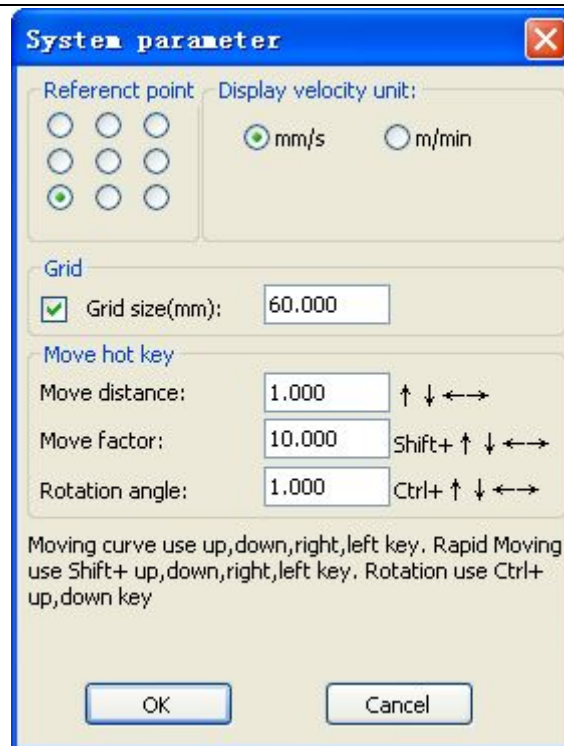 System parameter
Referenct point
Display velocity unit:
mm/s
m/min
Grid
Grid size(mm): 60.000
Move hot key
Move distance: 1.000 ↑ ↓ ←→
Move factor: 10.000 Shift+ ↑ ↓ ←→
Rotation angle: 1.000 Ctrl+ ↑ ↓ ←→
Moving curve use up,down,right,left key. Rapid Moving
use Shift+ up,down,right,left key. Rotation use Ctrl+
up,down key
OK
Cancel